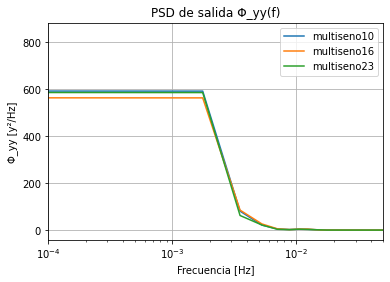 PSD de salida Φ_yy(f)
multiseno10
multiseno16
multiseno23
Φ_yy [y²/Hz]
800
600
400
200
0
10⁻⁴
10⁻³
10⁻²
Frecuencia [Hz]